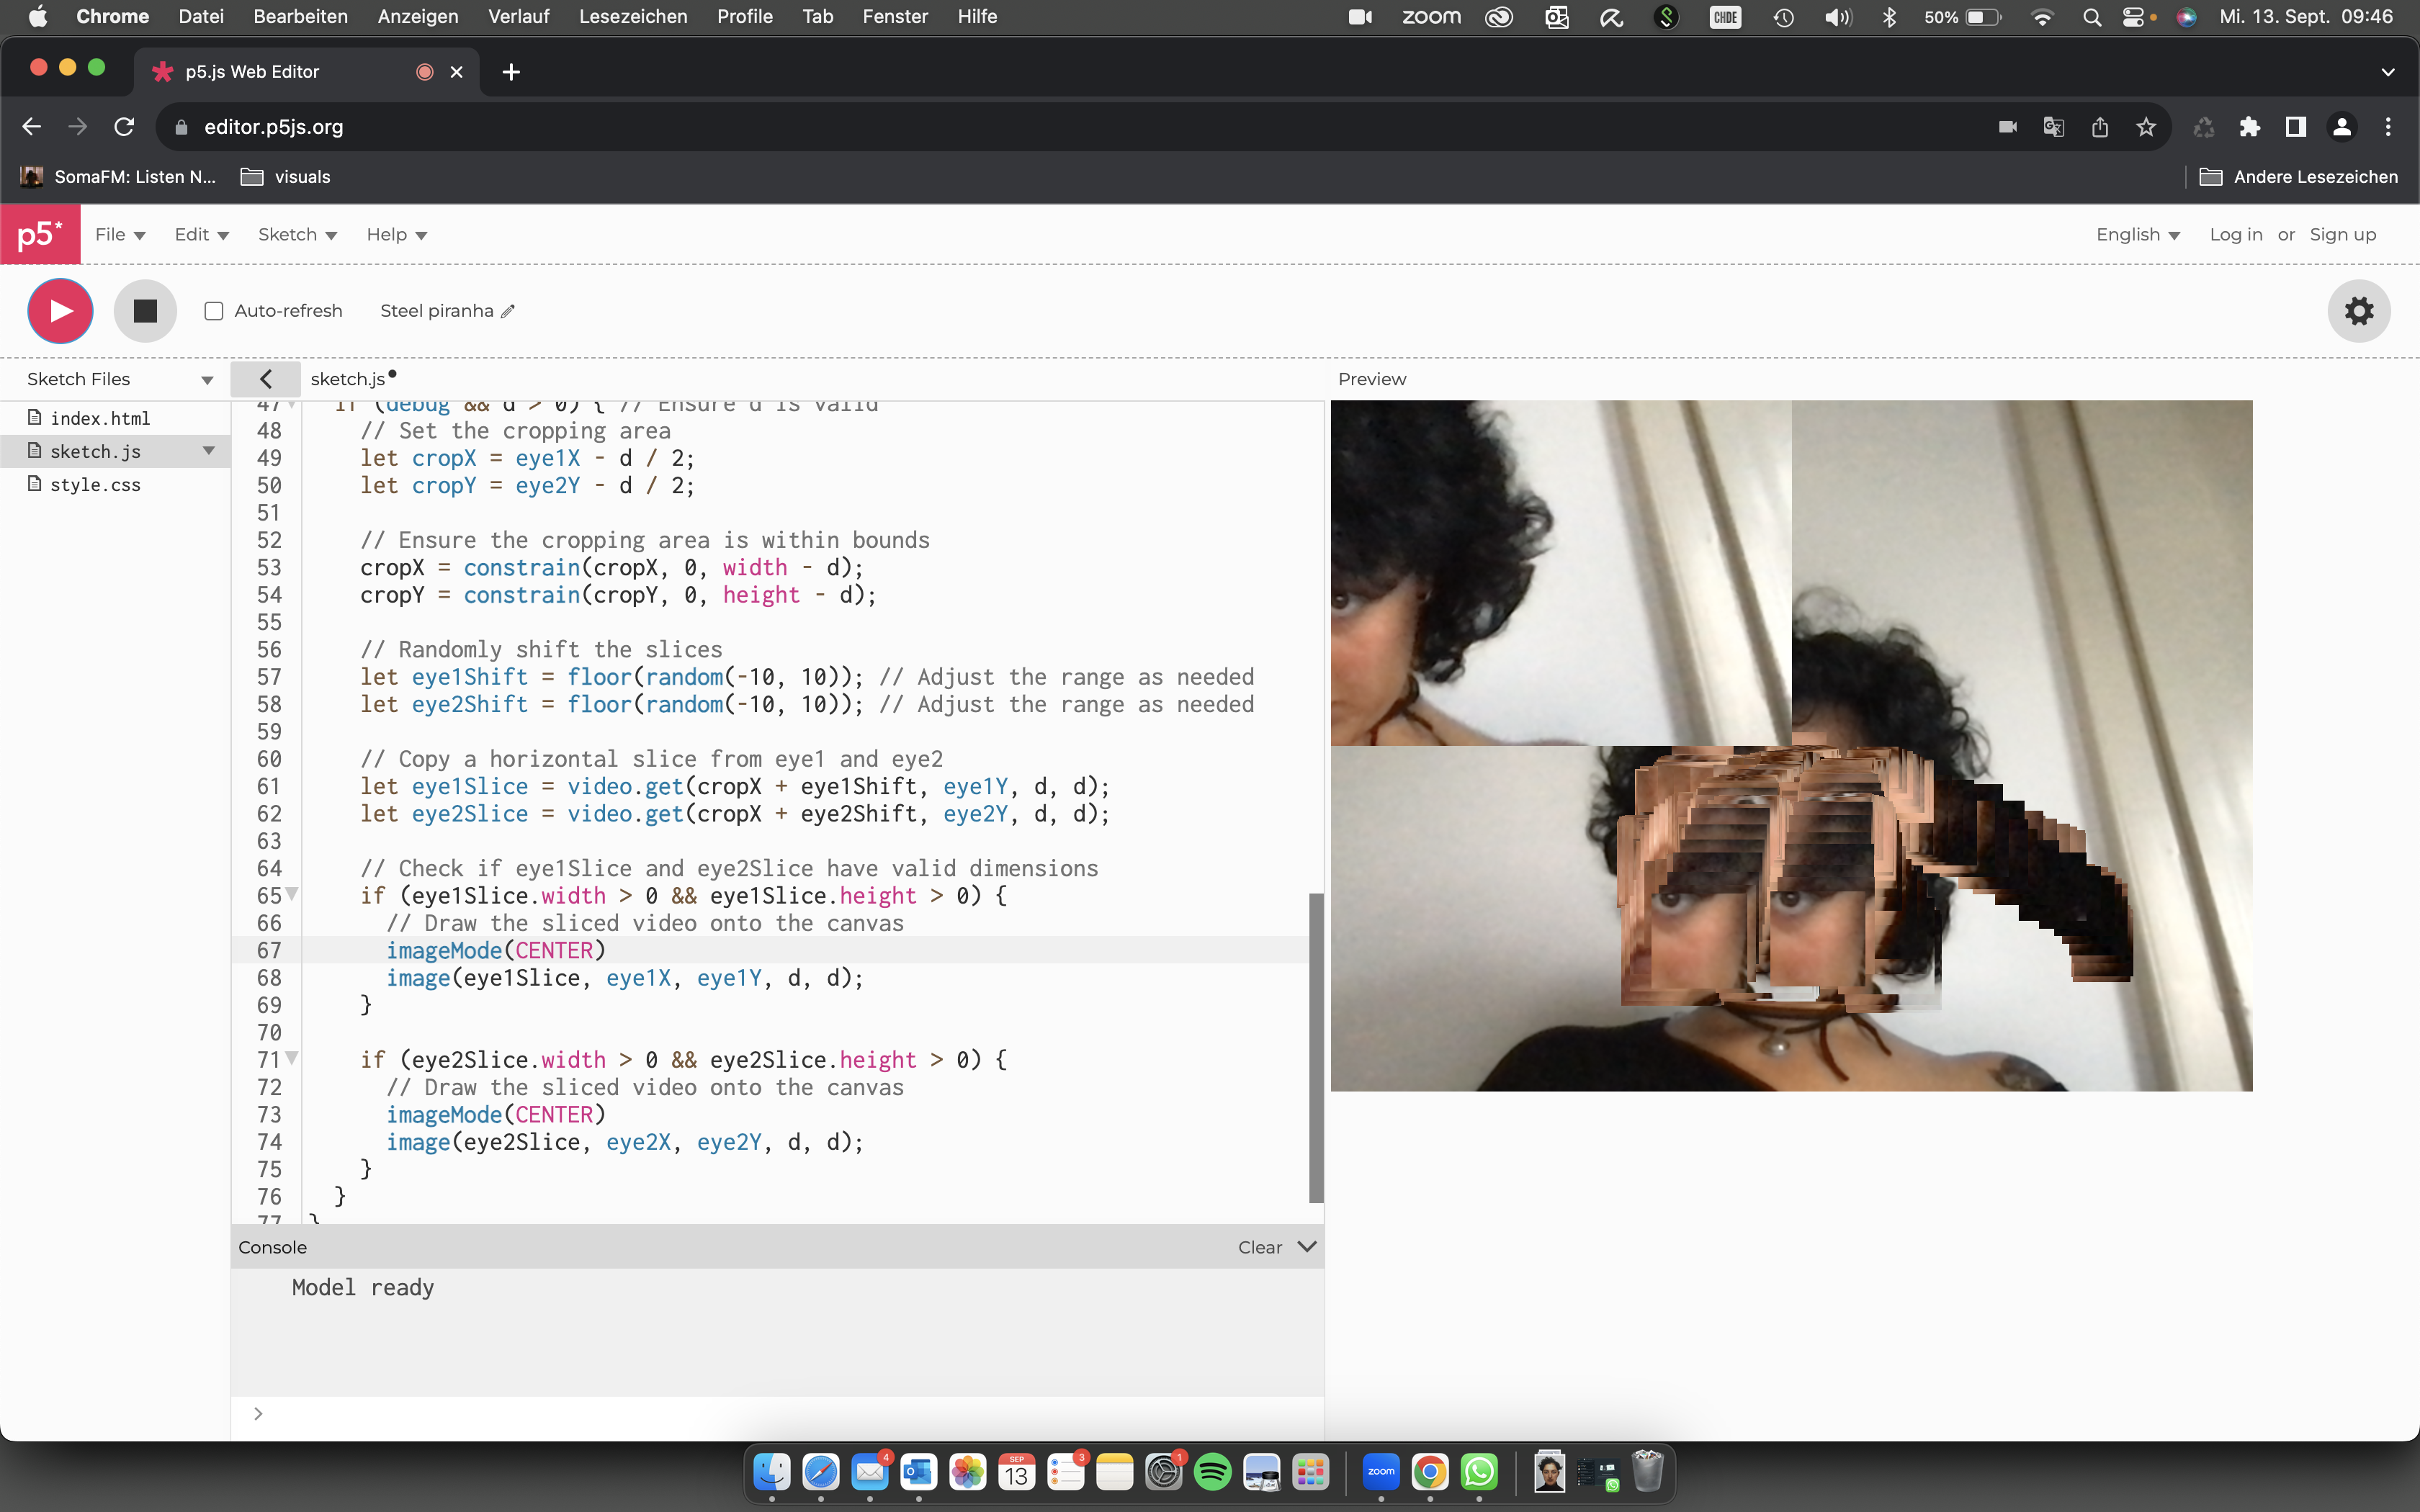 Chrome Datei Bearbeiten Anzeigen Verlauf Lesezeichen Profile Tab Fenster Hilfe zoom CHDE 50% Mi. 13. Sept. 09:46
p5.js Web Editor
editor.p5js.org
SomaFM: Listen N... visuals Andere Lesezeichen
p5* File Edit Sketch Help English Log in or Sign up
Auto-refresh Steel piranha
Sketch Files sketch.js Preview
index.html
sketch.js
style.css
47 if (debug && d > 0) { // Ensure d is valid
48 // Set the cropping area
49 let cropX = eye1X - d / 2;
50 let cropY = eye2Y - d / 2;
51
52 // Ensure the cropping area is within bounds
53 cropX = constrain(cropX, 0, width - d);
54 cropY = constrain(cropY, 0, height - d);
55
56 // Randomly shift the slices
57 let eye1Shift = floor(random(-10, 10)); // Adjust the range as needed
58 let eye2Shift = floor(random(-10, 10)); // Adjust the range as needed
59
60 // Copy a horizontal slice from eye1 and eye2
61 let eye1Slice = video.get(cropX + eye1Shift, eye1Y, d, d);
62 let eye2Slice = video.get(cropX + eye2Shift, eye2Y, d, d);
63
64 // Check if eye1Slice and eye2Slice have valid dimensions
65 if (eye1Slice.width > 0 && eye1Slice.height > 0) {
66 // Draw the sliced video onto the canvas
67 imageMode(CENTER)
68 image(eye1Slice, eye1X, eye1Y, d, d);
69 }
70
71 if (eye2Slice.width > 0 && eye2Slice.height > 0) {
72 // Draw the sliced video onto the canvas
73 imageMode(CENTER)
74 image(eye2Slice, eye2X, eye2Y, d, d);
75 }
76 }
77 }
Console Clear
Model ready
>
4 SEP 13 3 1 zoom